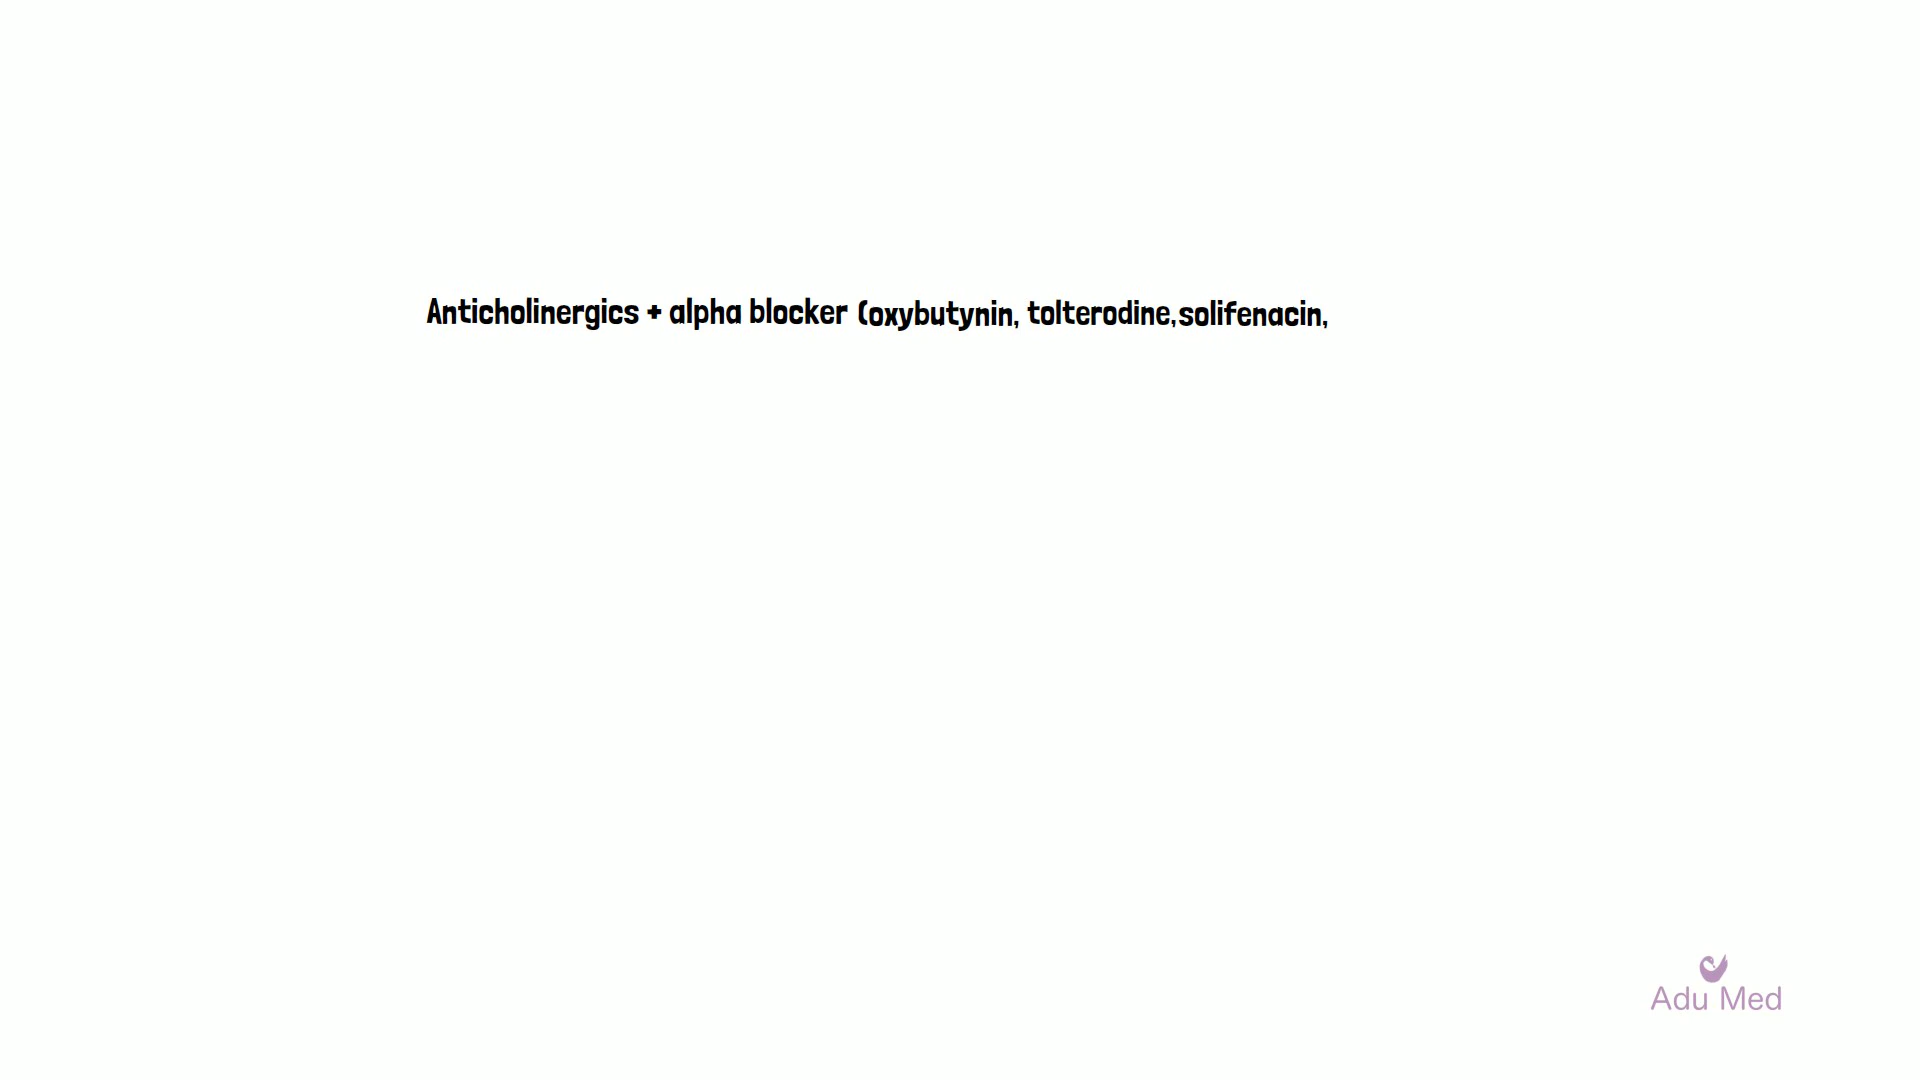 Anticholinergics + alpha blocker (oxybutynin, tolterodine, solifenacin,
Adu Med